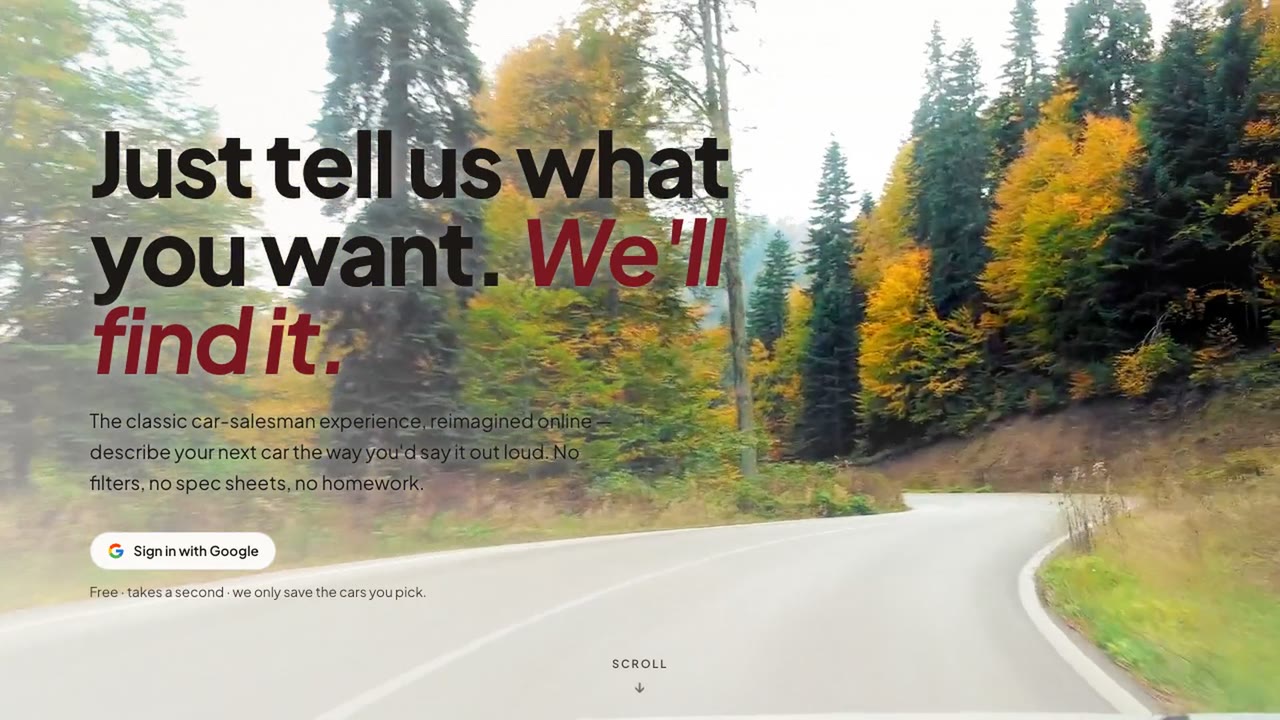 Just tell us what
you want. We'll
find it.
The classic car-salesman experience, reimagined online —
describe your next car the way you'd say it out loud. No
filters, no spec sheets, no homework.
Sign in with Google
Free · takes a second · we only save the cars you pick.
SCROLL
↓